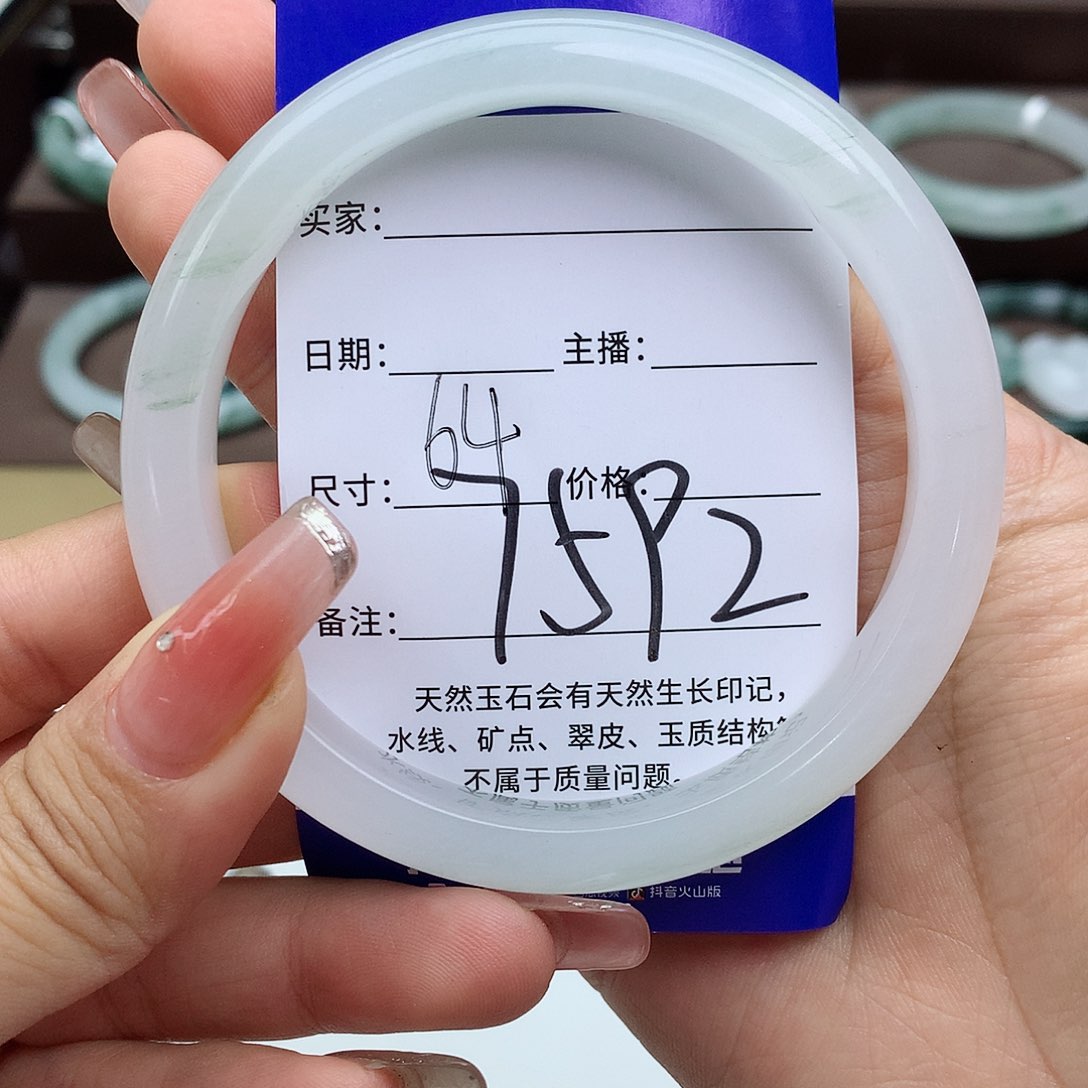 买家：
日期： 主播：
尺寸：64 价格：
备注：75P2
天然玉石会有天然生长印记，
水线、矿点、翠皮、玉质结构等
不属于质量问题。
抖音火山版